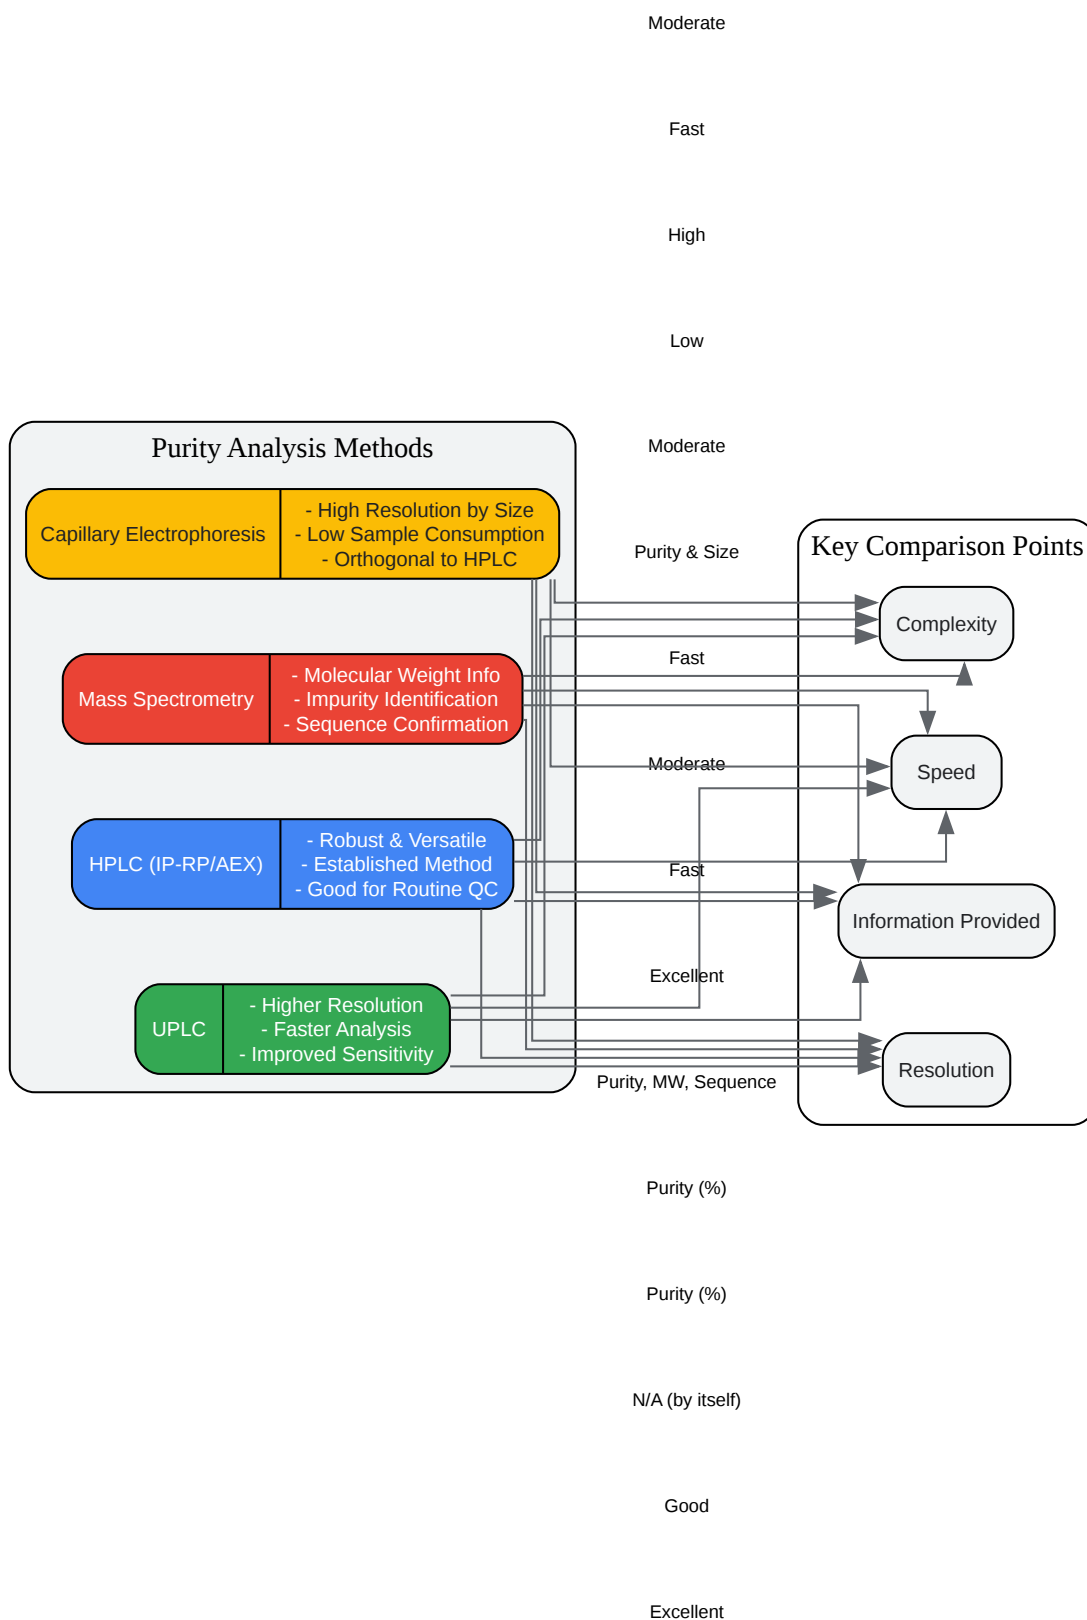 Moderate
Fast
High
Low
Moderate
Purity & Size
Fast
Moderate
Fast
Excellent
Purity, MW, Sequence
Purity (%)
Purity (%)
N/A (by itself)
Good
Excellent
Purity Analysis Methods
Capillary Electrophoresis
- High Resolution by Size
- Low Sample Consumption
- Orthogonal to HPLC
Mass Spectrometry
- Molecular Weight Info
- Impurity Identification
- Sequence Confirmation
HPLC (IP-RP/AEX)
- Robust & Versatile
- Established Method
- Good for Routine QC
UPLC
- Higher Resolution
- Faster Analysis
- Improved Sensitivity
Key Comparison Points
Complexity
Speed
Information Provided
Resolution